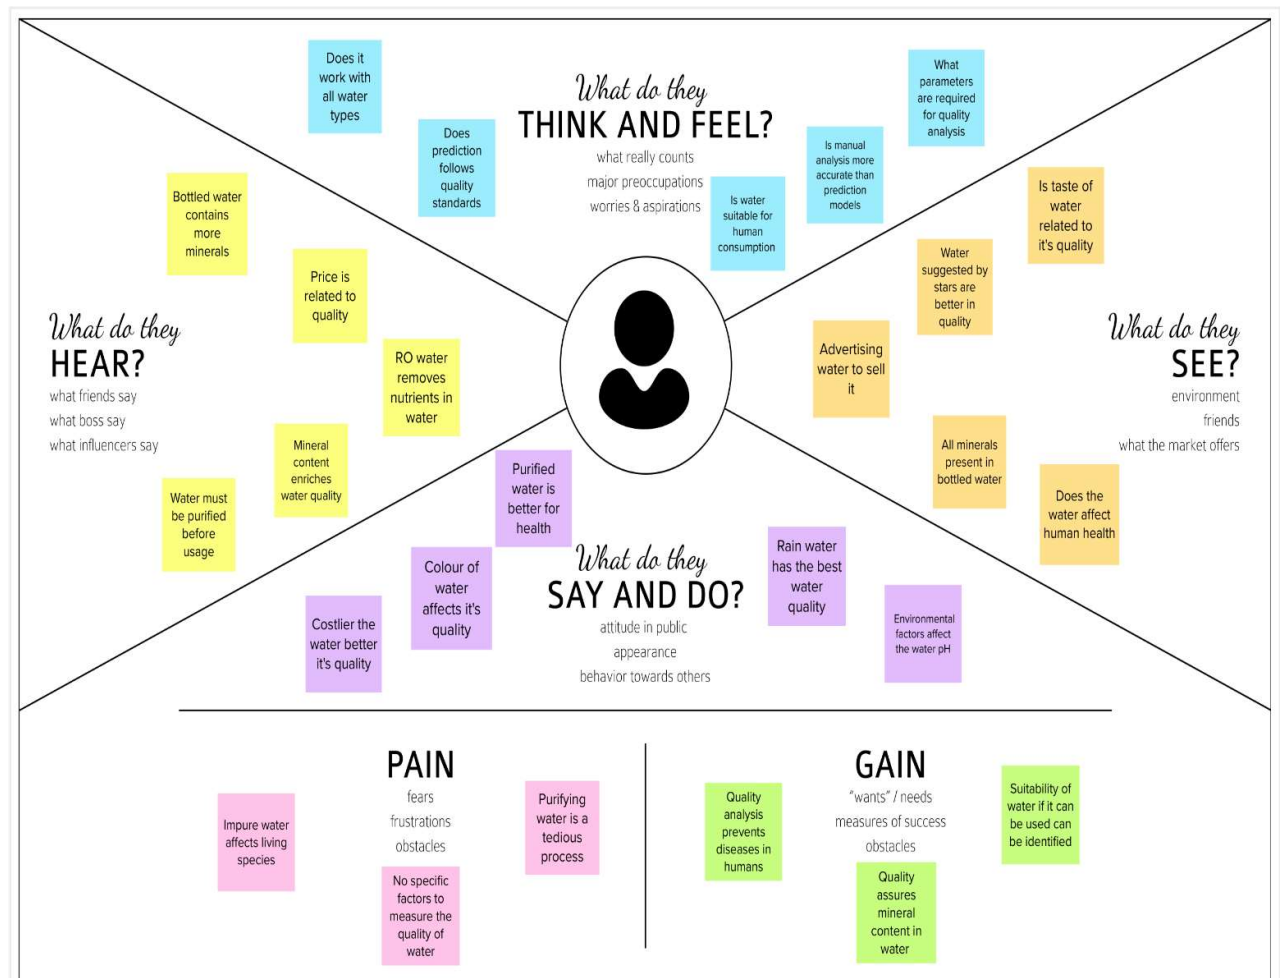 Does it
work with
all water
types
Does
prediction
follows
quality
standards
What do they
THINK AND FEEL?
what really counts
major preoccupations
worries & aspirations
Is water
suitable for
human
consumption
Is manual
analysis more
accurate than
prediction
models
What
parameters
are required
for quality
analysis
Bottled water
contains
more
minerals
Price is
related to
quality
RO water
removes
nutrients in
water
What do they
HEAR?
what friends say
what boss say
what influencers say
Mineral
content
enriches
water quality
Water must
be purified
before
usage
Is taste of
water
related to
it's quality
Water
suggested by
stars are
better in
quality
Advertising
water to sell
it
What do they
SEE?
environment
friends
what the market offers
All minerals
present in
bottled water
Does the
water affect
human health
Purified
water is
better for
health
Colour of
water
affects it's
quality
Costlier the
water better
it's quality
What do they
SAY AND DO?
attitude in public
appearance
behavior towards others
Rain water
has the best
water
quality
Environmental
factors affect
the water pH
PAIN
fears
frustrations
obstacles
Impure water
affects living
species
No specific
factors to
measure the
quality of
water
Purifying
water is a
tedious
process
GAIN
"wants" / needs
measures of success
obstacles
Quality
analysis
prevents
diseases in
humans
Quality
assures
mineral
content in
water
Suitability of
water if it can
be used can
be identified